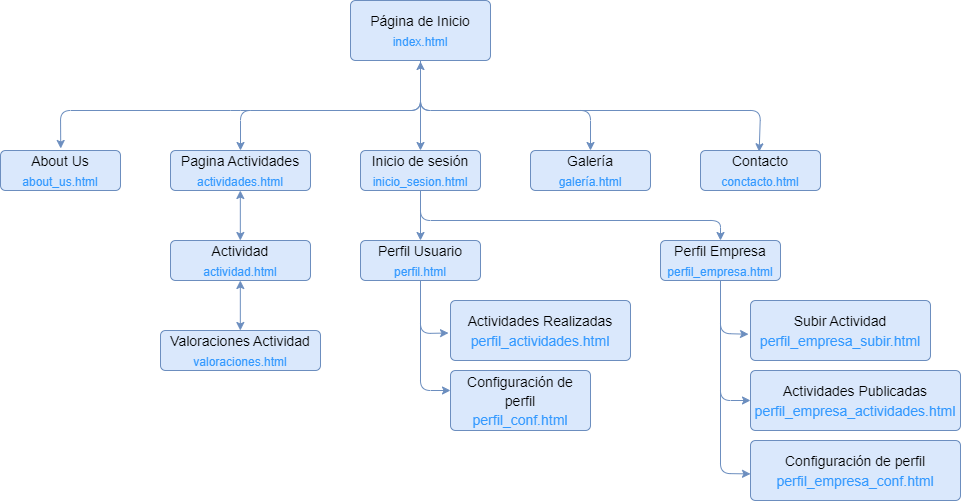 Página de Inicio
index.html
About Us
about_us.html
Pagina Actividades
actividades.html
Inicio de sesión
inicio_sesion.html
Galería
galería.html
Contacto
conctacto.html
Actividad
actividad.html
Perfil Usuario
perfil.html
Perfil Empresa
perfil_empresa.html
Valoraciones Actividad
valoraciones.html
Actividades Realizadas
perfil_actividades.html
Subir Actividad
perfil_empresa_subir.html
Configuración de
perfil
perfil_conf.html
Actividades Publicadas
perfil_empresa_actividades.html
Configuración de perfil
perfil_empresa_conf.html